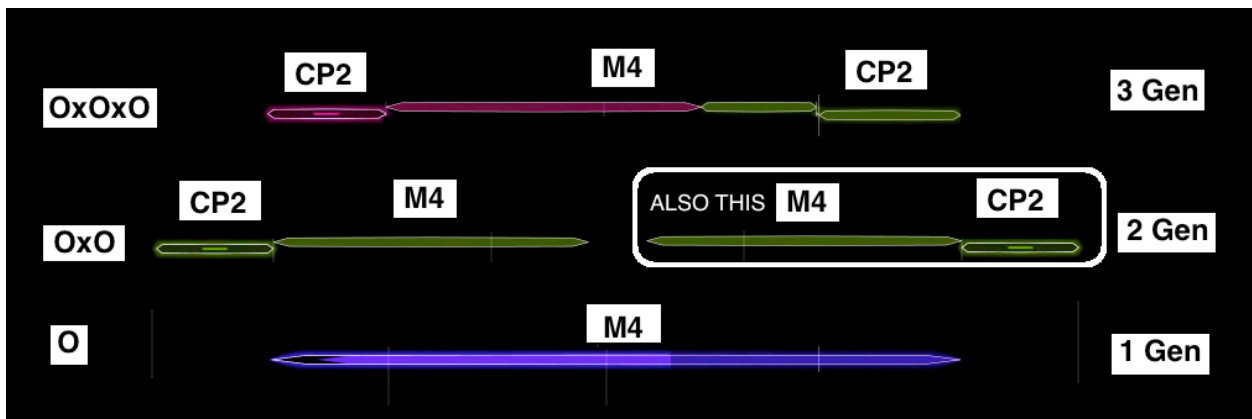 CP2 M4 CP2
OxOxO 3 Gen
CP2 M4 ALSO THIS M4 CP2
OxO 2 Gen
M4
O 1 Gen